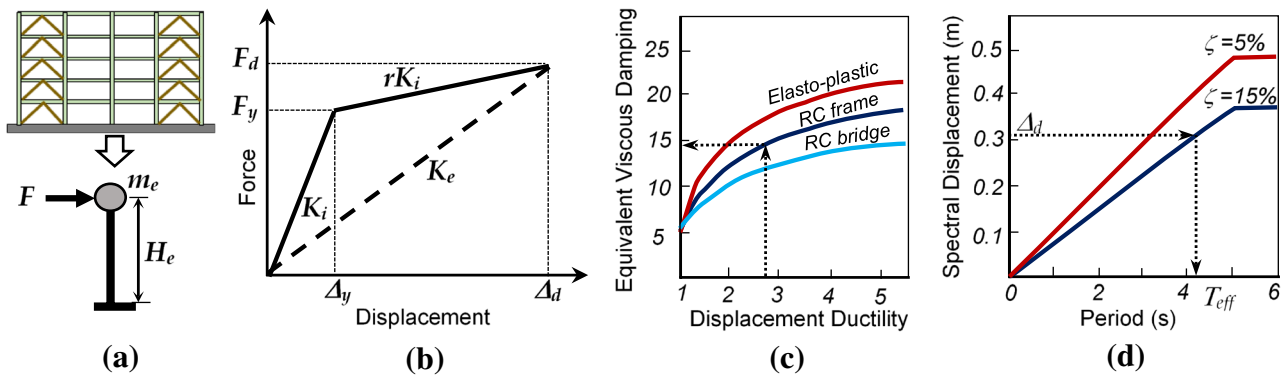 F
m_e
H_e
(a)
F_d
F_y
Force
rK_i
K_i
K_e
Δ_y
Δ_d
Displacement
(b)
Equivalent Viscous Damping
25
20
15
10
5
Elasto-plastic
RC frame
RC bridge
1 2 3 4 5
Displacement Ductility
(c)
Spectral Displacement (m)
0.5
0.4
0.3
0.2
0.1
ζ=5%
ζ=15%
Δ_d
0 2 4 6
T_eff
Period (s)
(d)